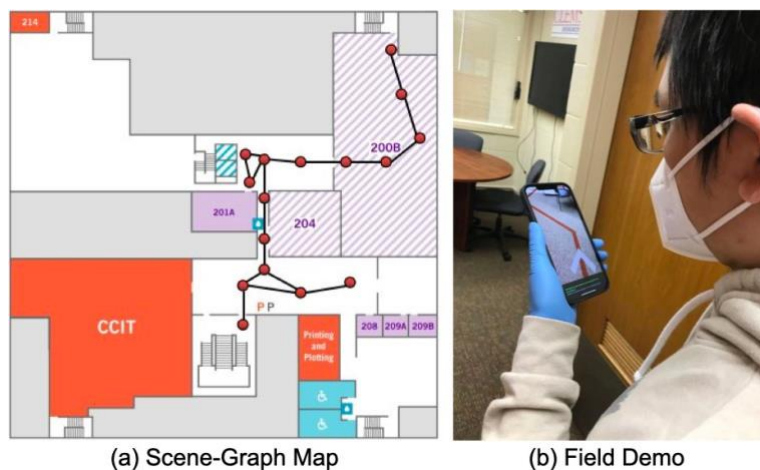 214
200B
201A
204
CCIT
P P
208 209A 209B
Printing
and
Plotting
(a) Scene-Graph Map
(b) Field Demo